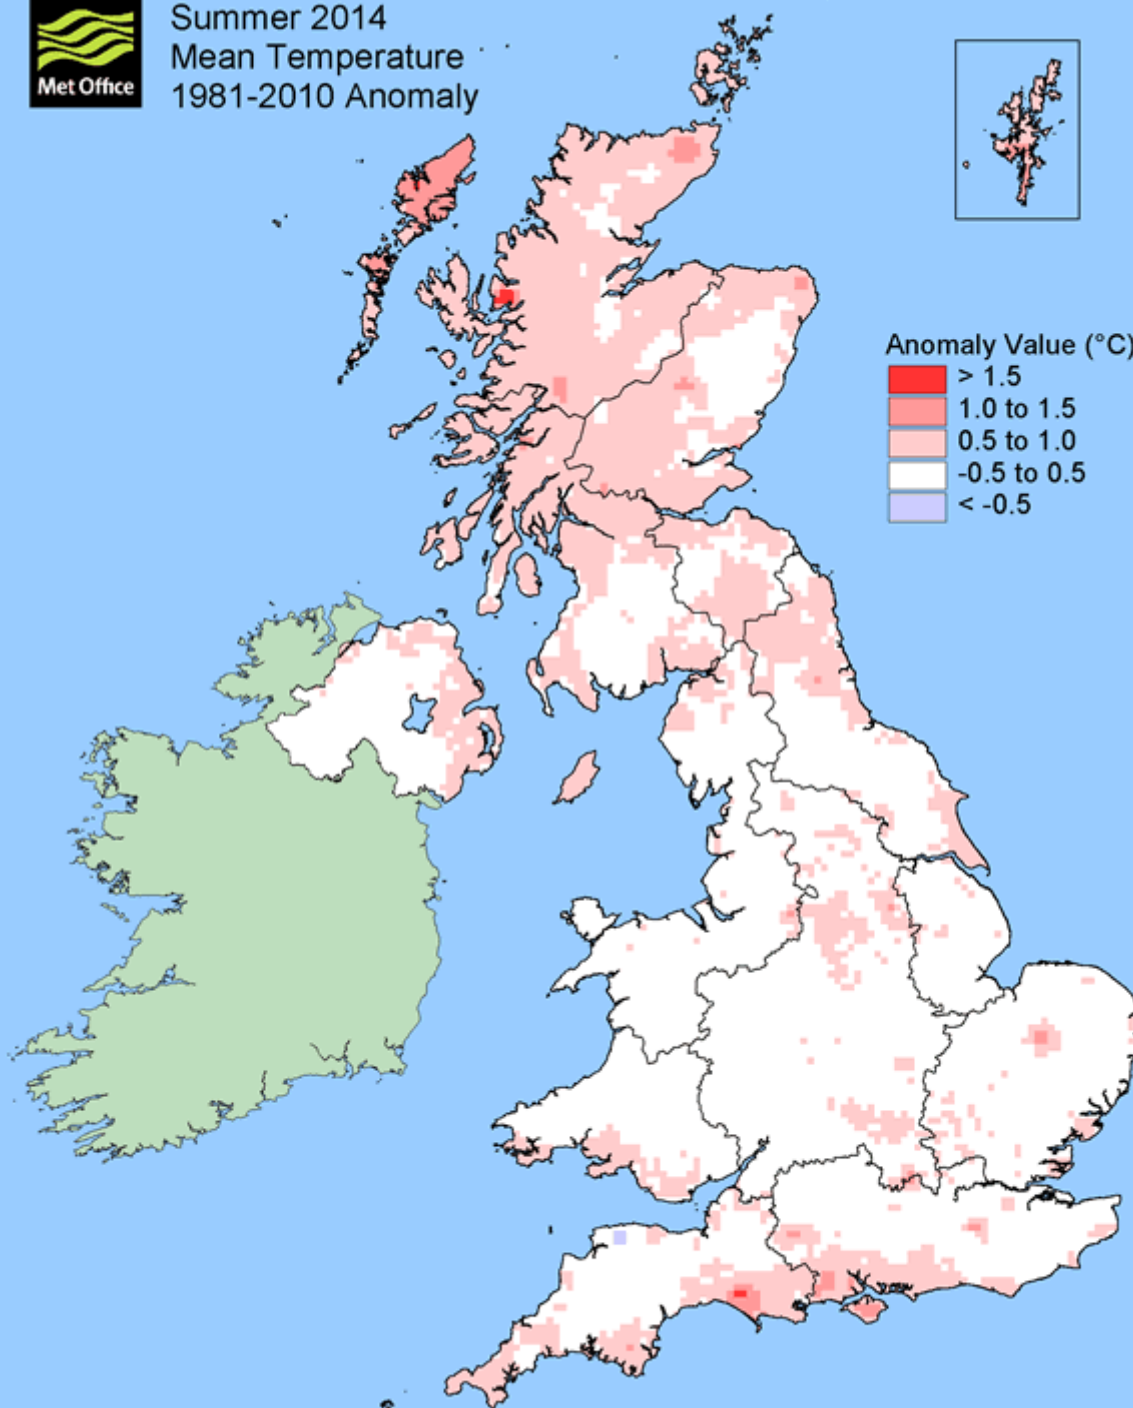 Met Office
Summer 2014
Mean Temperature
1981-2010 Anomaly
Anomaly Value (°C)
> 1.5
1.0 to 1.5
0.5 to 1.0
-0.5 to 0.5
< -0.5